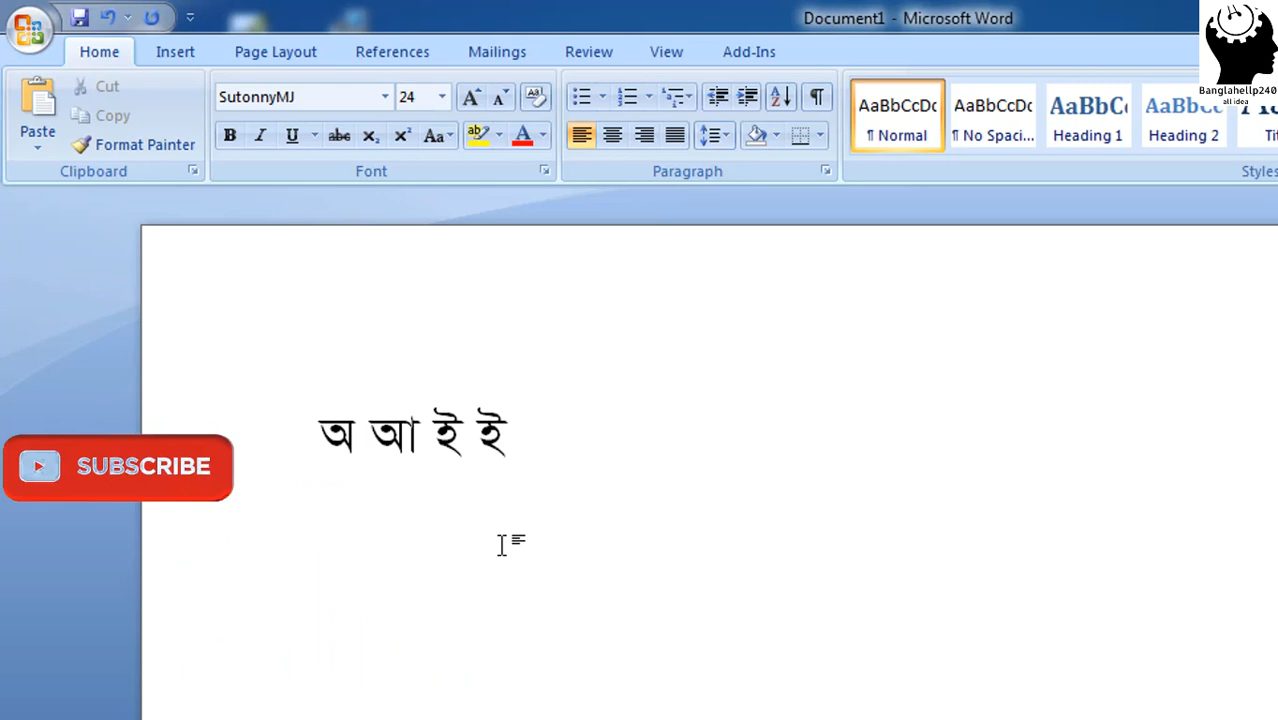 Document1 - Microsoft Word
Home Insert Page Layout References Mailings Review View Add-Ins
Banglahellp240
all idea
Cut
Copy
Format Painter
Paste
Clipboard
SutonnyMJ 24
B I U abc X₂ X² Aa A
Font
Paragraph
AaBbCcDc AaBbCcDc AaBbC AaBbCc
¶ Normal ¶ No Spaci... Heading 1 Heading 2
Styles
অ আ ই ই
SUBSCRIBE